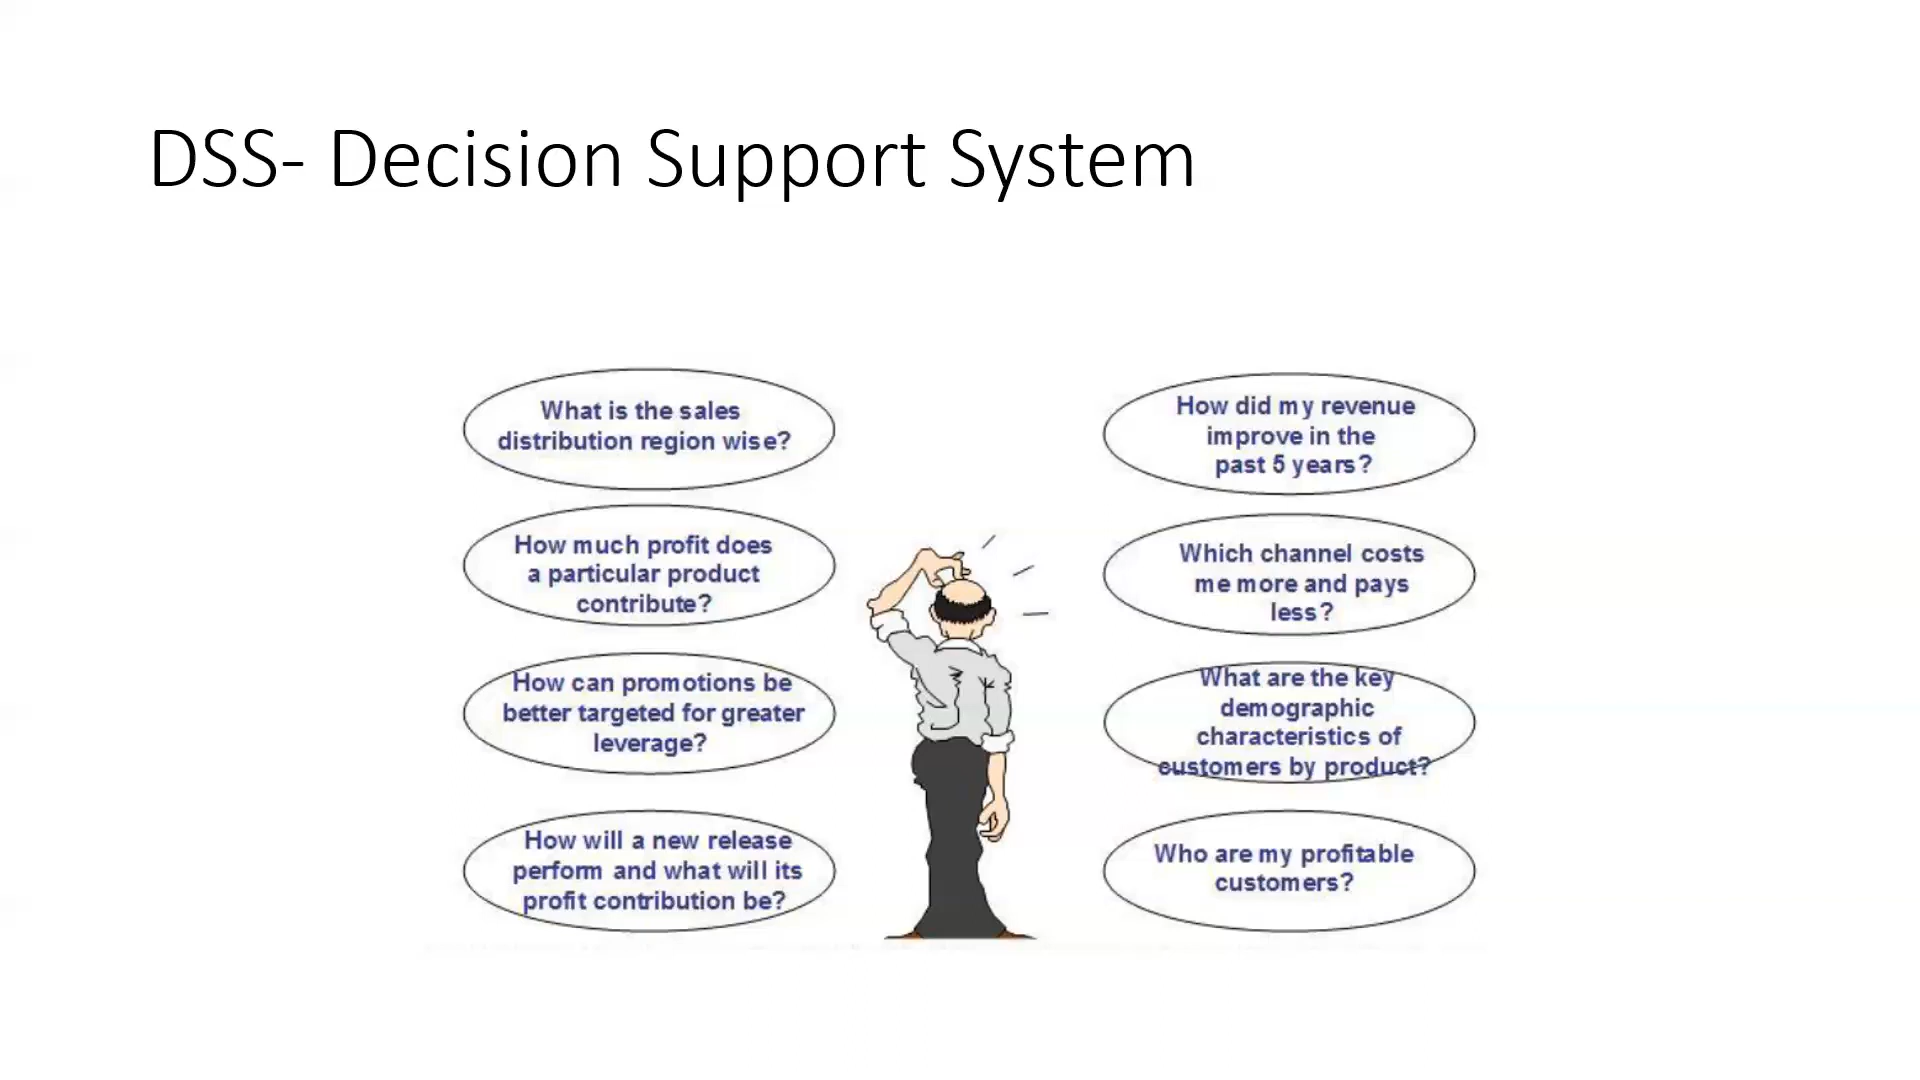 DSS- Decision Support System
What is the sales
distribution region wise?
How much profit does
a particular product
contribute?
How can promotions be
better targeted for greater
leverage?
How will a new release
perform and what will its
profit contribution be?
How did my revenue
improve in the
past 5 years?
Which channel costs
me more and pays
less?
What are the key
demographic
characteristics of
customers by product?
Who are my profitable
customers?